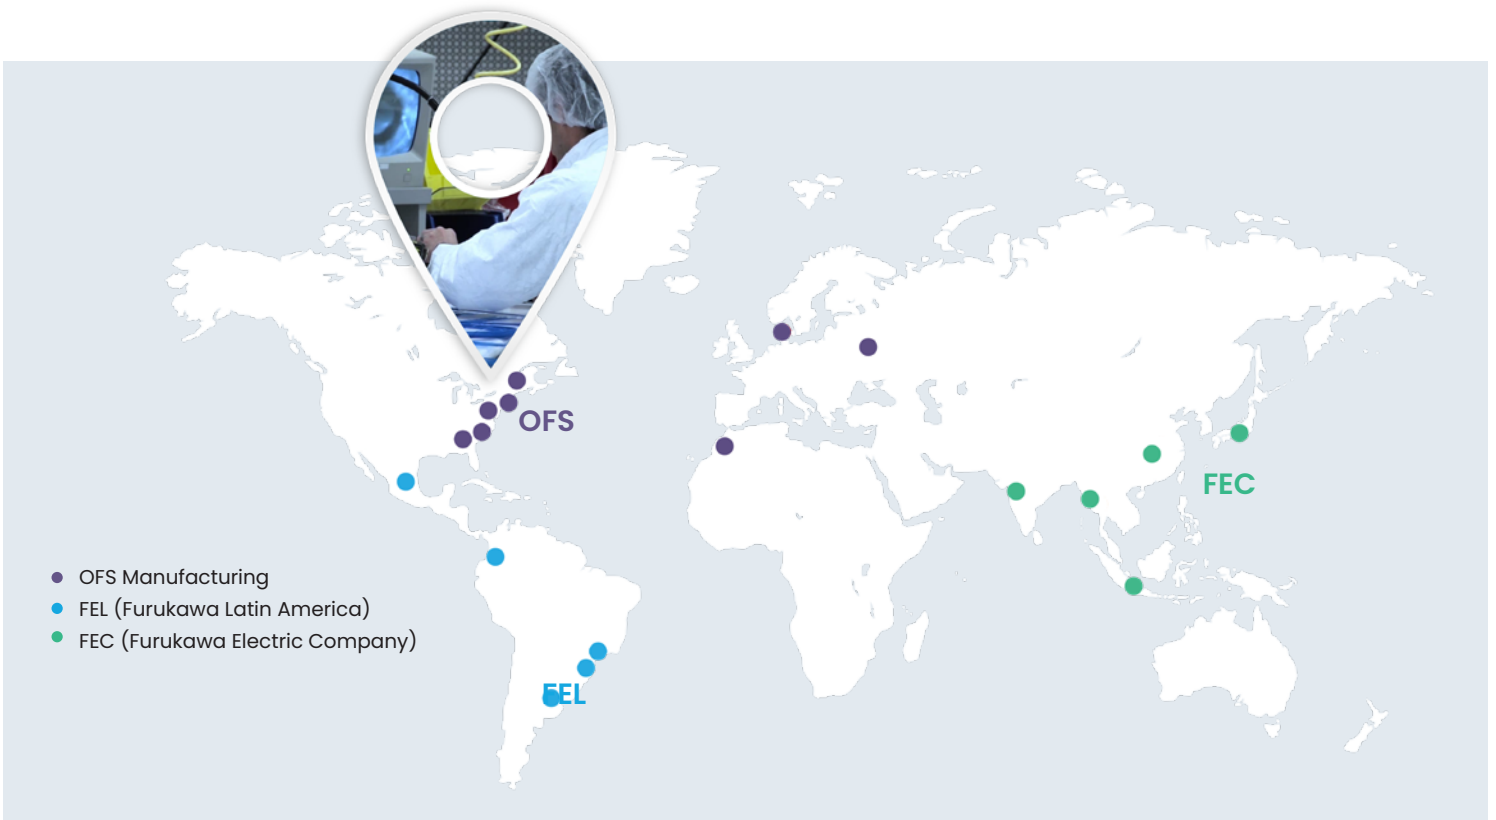 OFS
FEC
OFS Manufacturing
FEL (Furukawa Latin America)
FEC (Furukawa Electric Company)
FEL